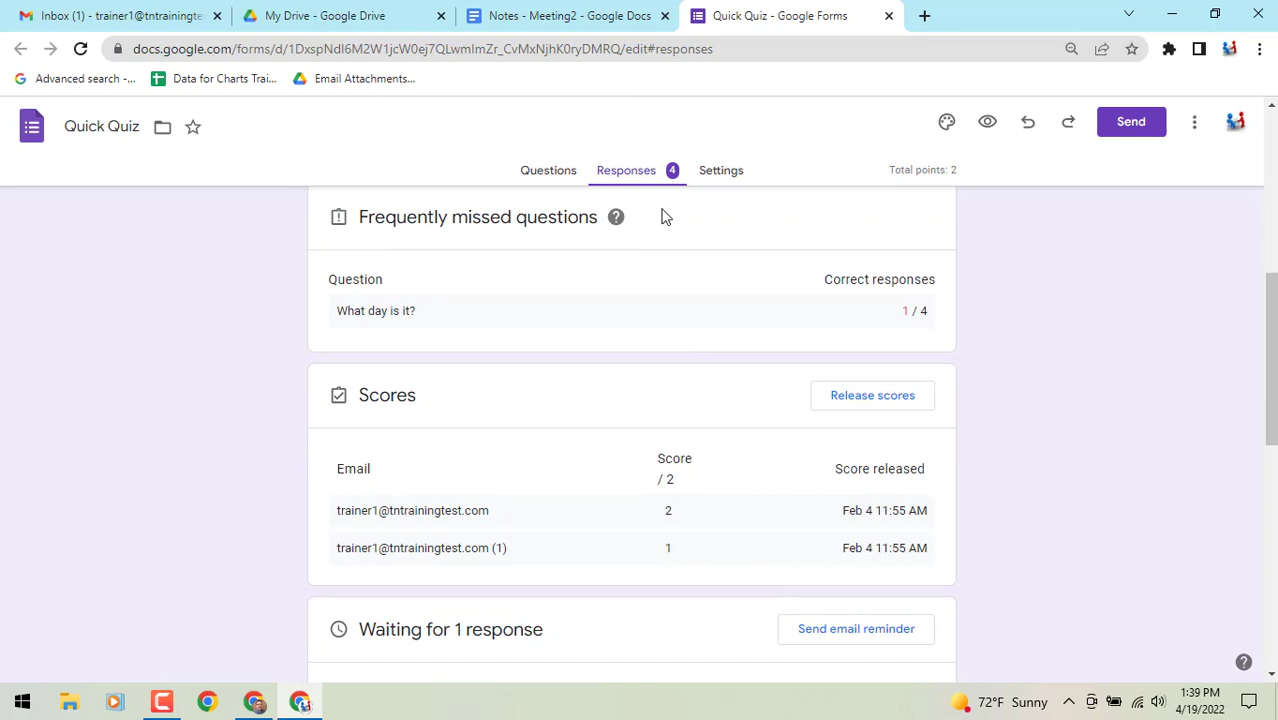 Inbox (1) - trainer1@tntrainingte
My Drive - Google Drive
Notes - Meeting2 - Google Docs
Quick Quiz - Google Forms
docs.google.com/forms/d/1DxspNdl6M2W1jcW0ej7QLwmImZr_CvMxNjhK0ryDMRQ/edit#responses
Advanced search -...
Data for Charts Trai...
Email Attachments...
Quick Quiz
Send
Questions
Responses 4
Settings
Total points: 2
Frequently missed questions
Question
Correct responses
What day is it?
1 / 4
Scores
Release scores
Email
Score
/ 2
Score released
trainer1@tntrainingtest.com
2
Feb 4 11:55 AM
trainer1@tntrainingtest.com (1)
1
Feb 4 11:55 AM
Waiting for 1 response
Send email reminder
72°F Sunny
1:39 PM
4/19/2022